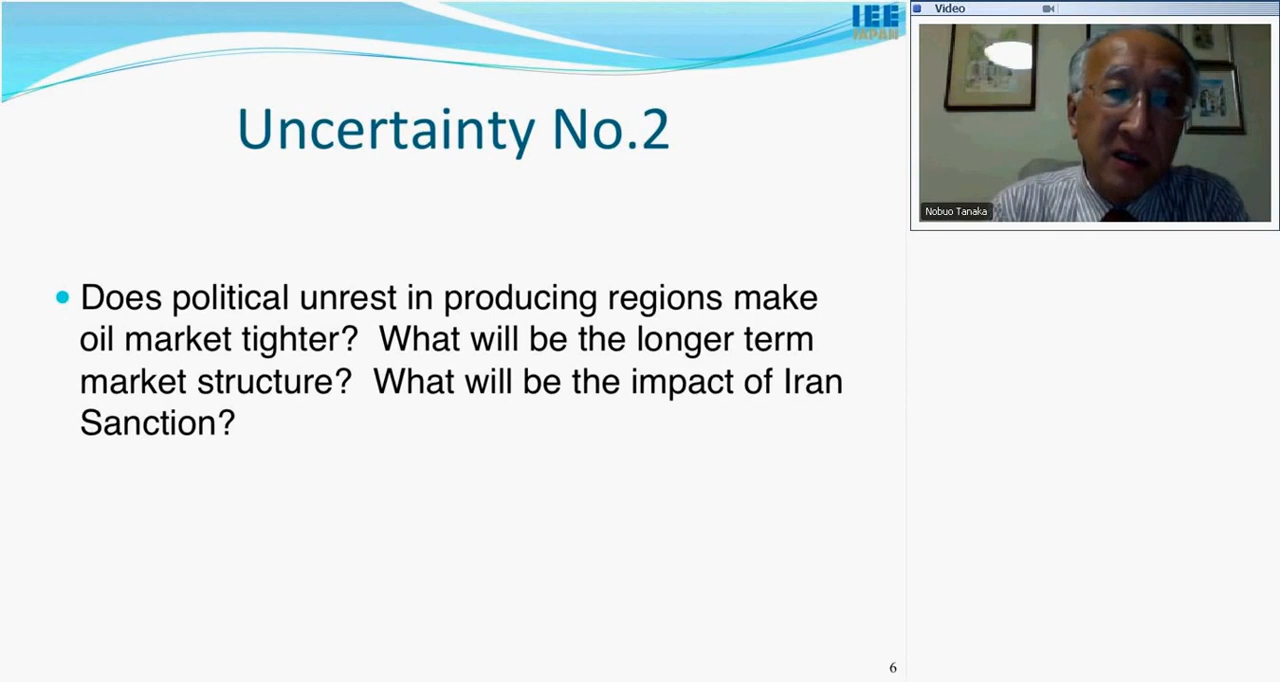 IEE
JAPAN
Video
Nobuo Tanaka
Uncertainty No.2
Does political unrest in producing regions make
oil market tighter?  What will be the longer term
market structure?  What will be the impact of Iran
Sanction?
6